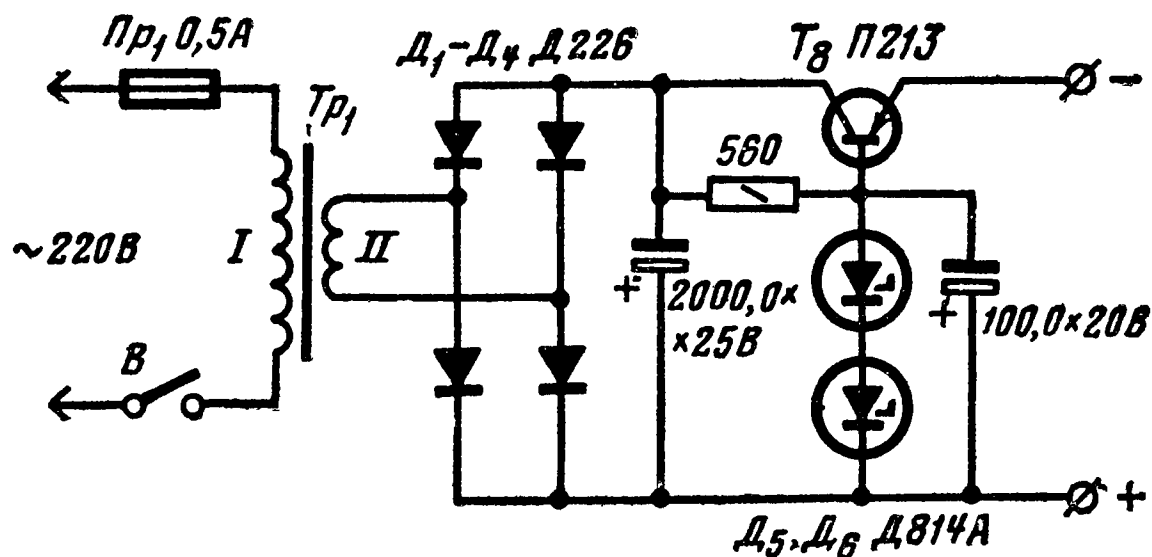 Пр₁ 0,5А
Д₁-Д₄ Д226
Т₈ П213
−
Тр₁
560
~220В
I
II
+
2000,0×
×25В
+
100,0×20В
В
+
Д₅, Д₆ Д814А